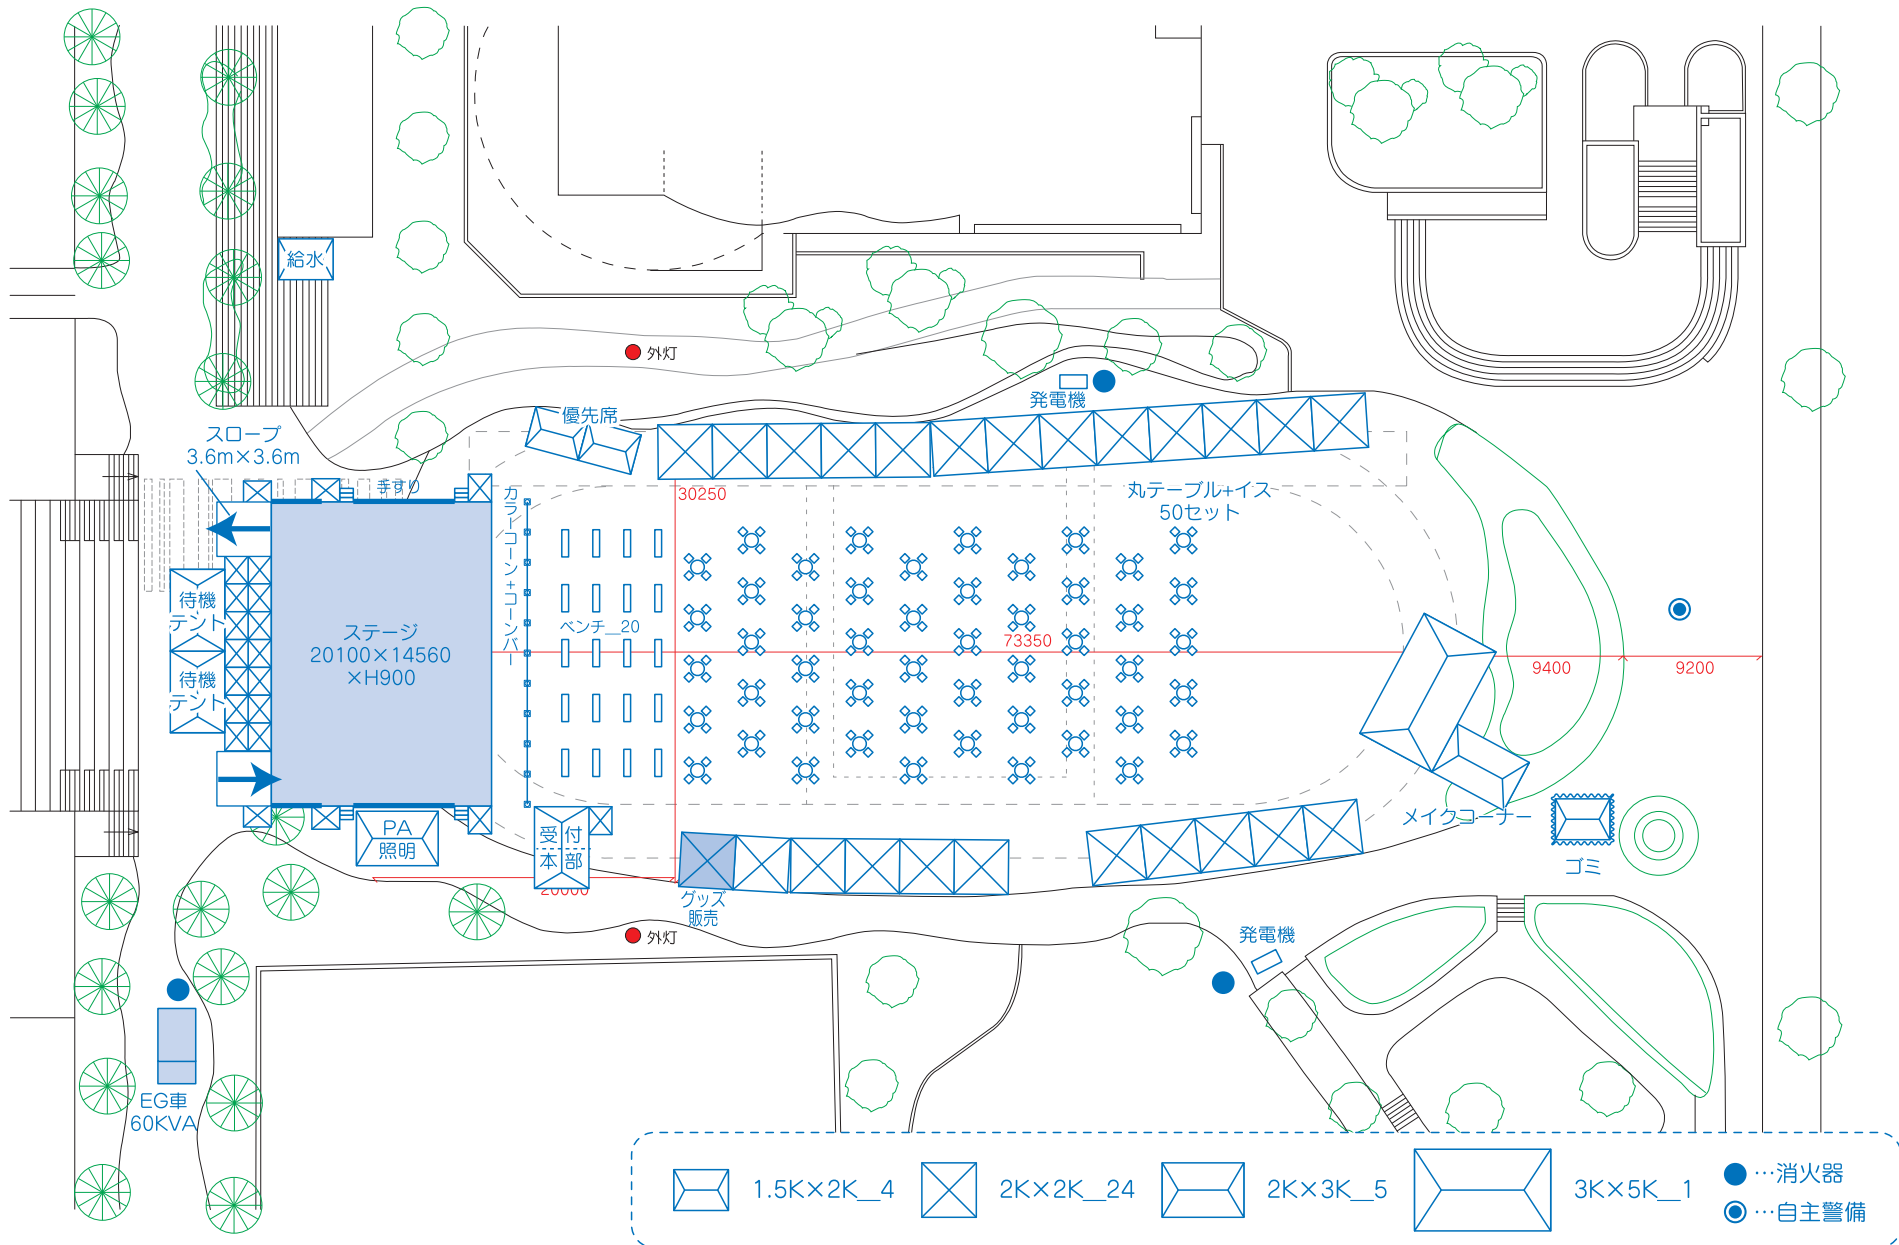 給水
外灯
発電機
優先席
スロープ
3.6m×3.6m
手すり
カラーコーン+コーンバー
30250
丸テーブル+イス
50セット
待機
テント
待機
テント
ステージ
20100×14560
×H900
ベンチ_20
73350
9400
9200
PA
照明
受付
本部
20000
グッズ
販売
メイクコーナー
ゴミ
外灯
発電機
EG車
60KVA
1.5K×2K_4
2K×2K_24
2K×3K_5
3K×5K_1
…消火器
…自主警備